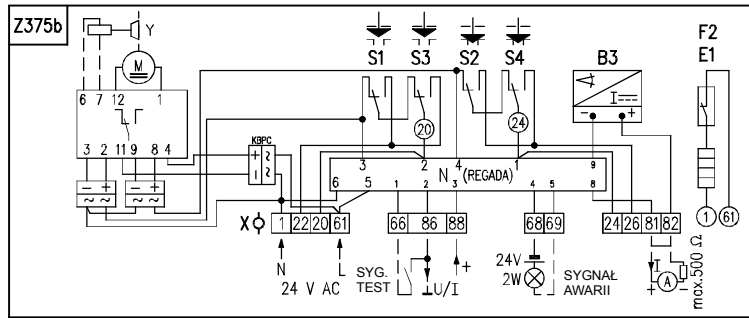 Z375b
Y
M
S1 S3 S2 S4 B3 F2
E1
6 7 12 1
3 2 11 9 8 4
− + − +
~ ~ ~ ~
KBPC
+ ~
− ~
20
24
I
− +
3 2 4 1 9
N (REGADA)
6 5 1 2 3 4 5 8
X 1 22 20 61 66 86 88 68 69 24 26 81 82
1 61
N L
24 V AC
SYG.
TEST
U/I
+
24V
2W
SYGNAŁ
AWARII
I
+ A −
mcx.500 Ω